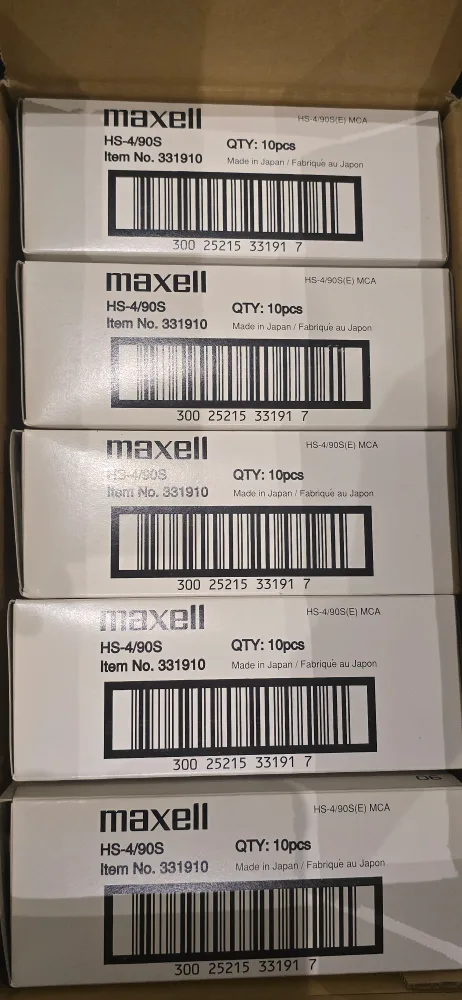 maxell
HS-4/90S(E) MCA
HS-4/90S QTY: 10pcs
Item No. 331910 Made in Japan / Fabriqué au Japon
300 25215 33191 7
maxell
HS-4/90S(E) MCA
HS-4/90S QTY: 10pcs
Item No. 331910 Made in Japan / Fabriqué au Japon
300 25215 33191 7
maxell
HS-4/90S(E) MCA
HS-4/90S QTY: 10pcs
Item No. 331910 Made in Japan / Fabriqué au Japon
300 25215 33191 7
maxell
HS-4/90S(E) MCA
HS-4/90S QTY: 10pcs
Item No. 331910 Made in Japan / Fabriqué au Japon
300 25215 33191 7
maxell
HS-4/90S(E) MCA
HS-4/90S QTY: 10pcs
Item No. 331910 Made in Japan / Fabriqué au Japon
300 25215 33191 7